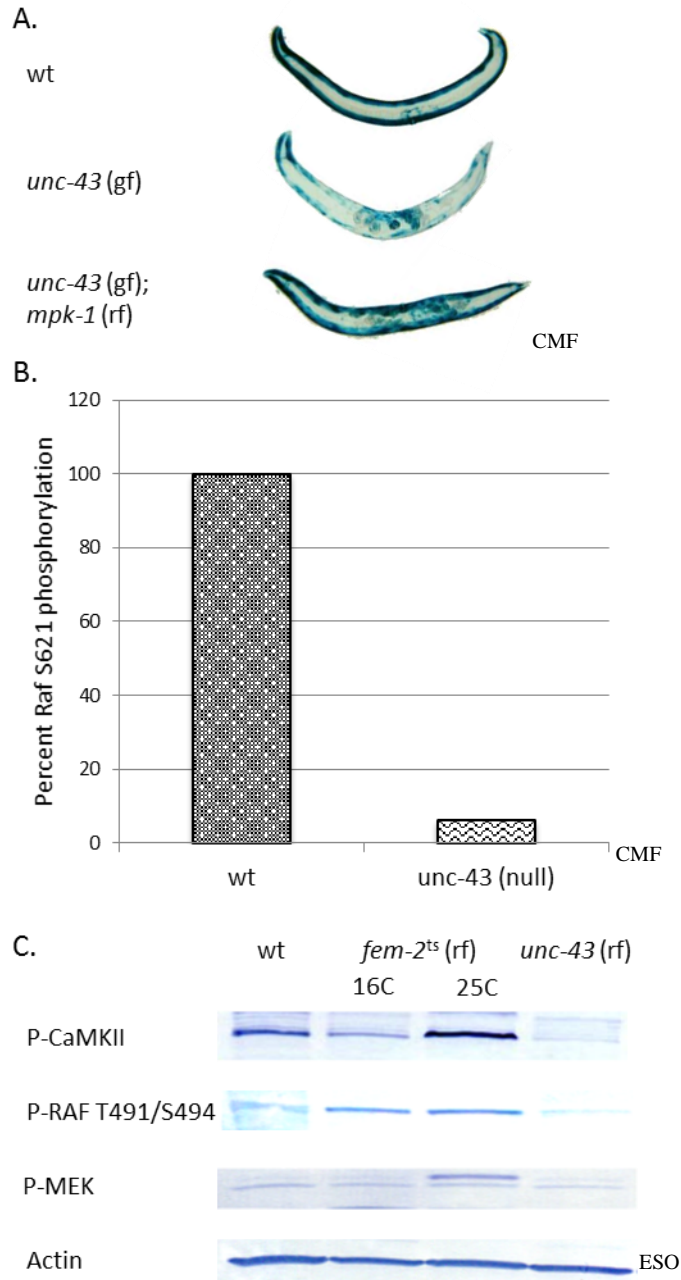 A.
wt
unc-43 (gf)
unc-43 (gf);
mpk-1 (rf)
CMF
B.
Percent Raf S621 phosphorylation
120
100
80
60
40
20
0
wt
unc-43 (null)
CMF
C.
wt
fem-2ts (rf)
unc-43 (rf)
16C
25C
P-CaMKII
P-RAF T491/S494
P-MEK
Actin
ESO